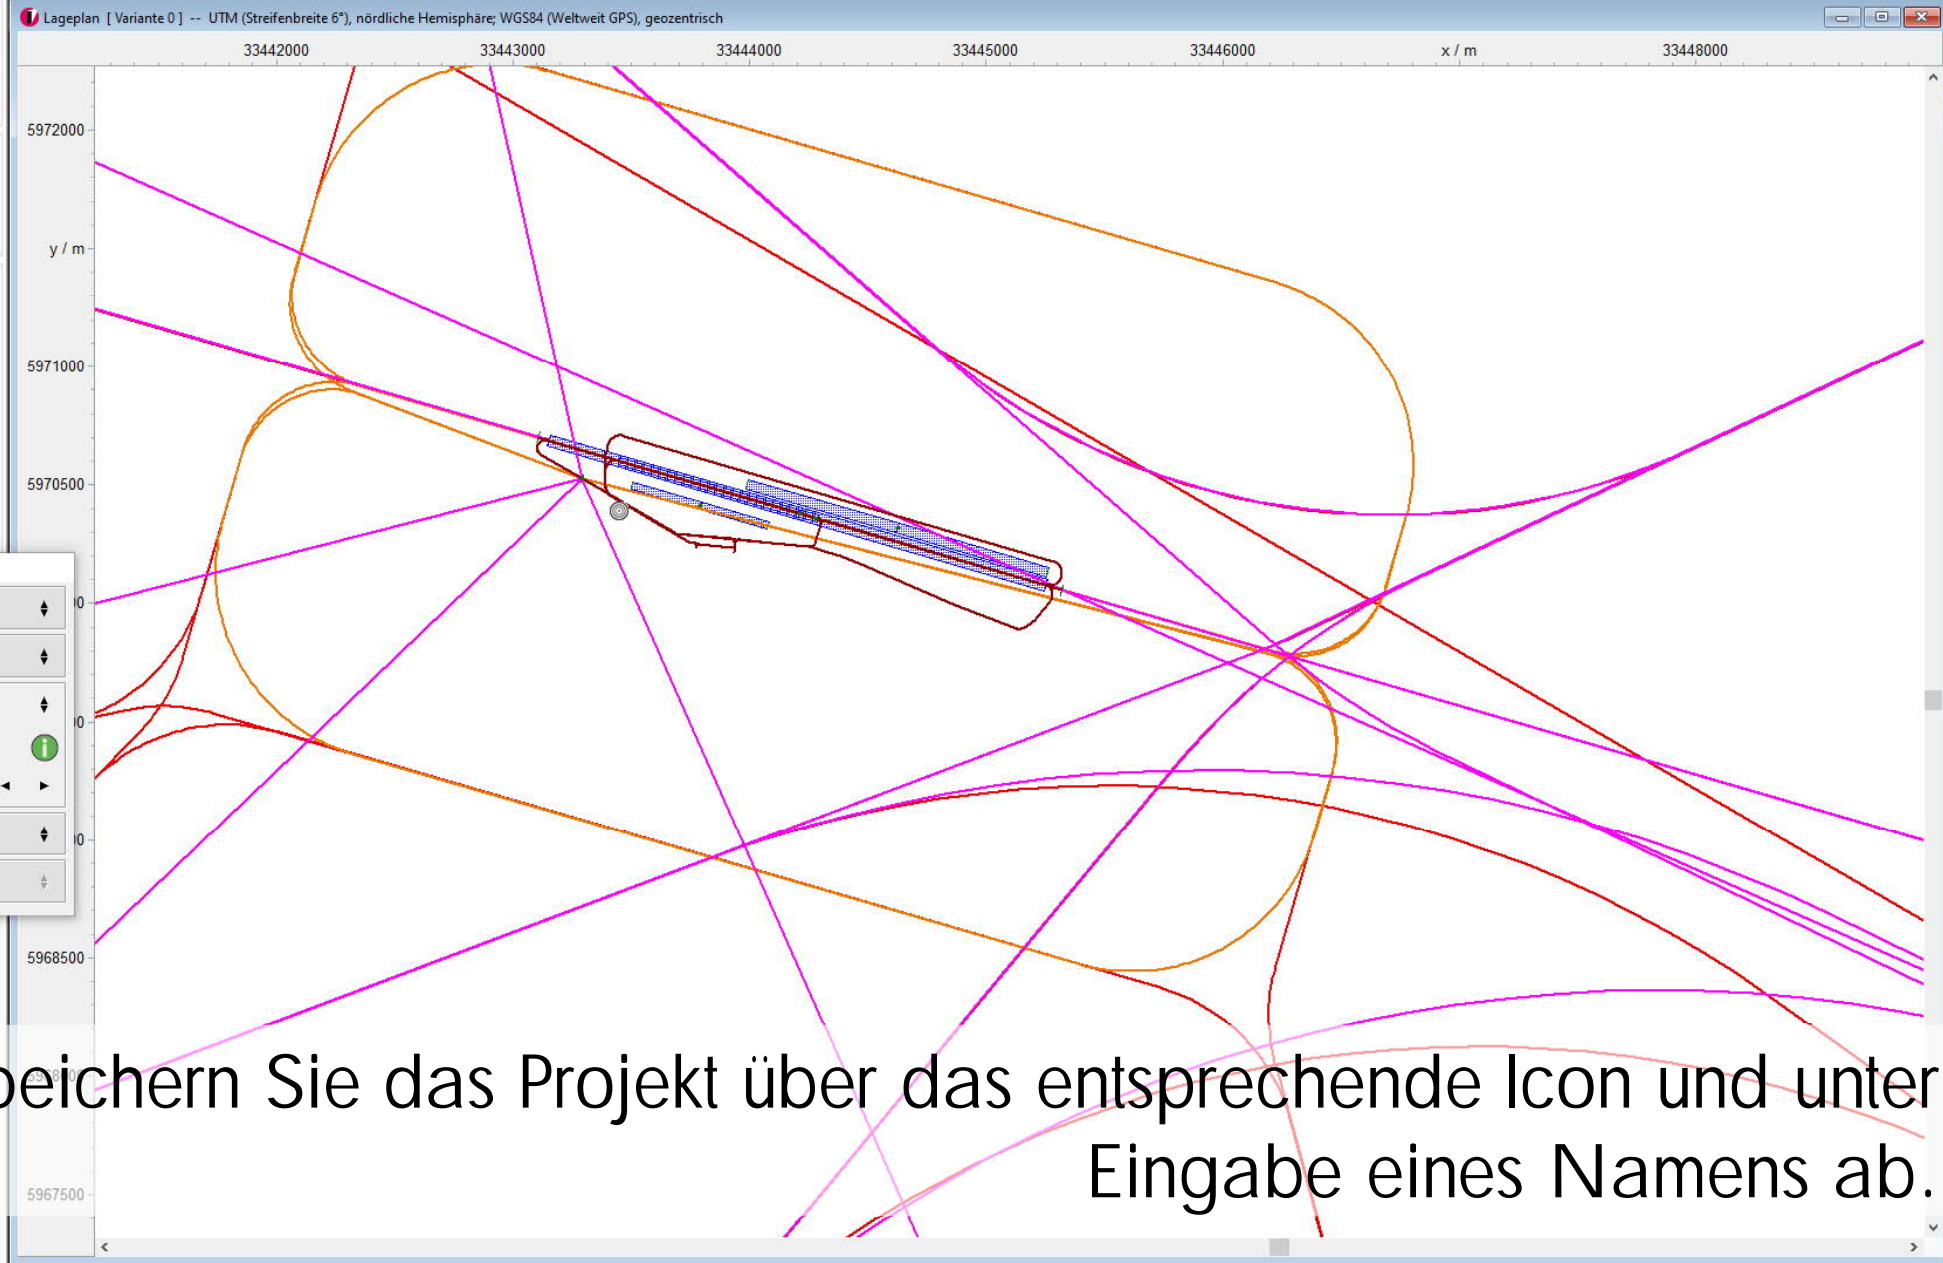 Lageplan [ Variante 0 ] -- UTM (Streifenbreite 6°), nördliche Hemisphäre; WGS84 (Weltweit GPS), geozentrisch
33442000 33443000 33444000 33445000 33446000 x / m 33448000
5972000
y / m
5971000
5970500
5968500
peichern Sie das Projekt über das entsprechende Icon und unter
Eingabe eines Namens ab.
5967500